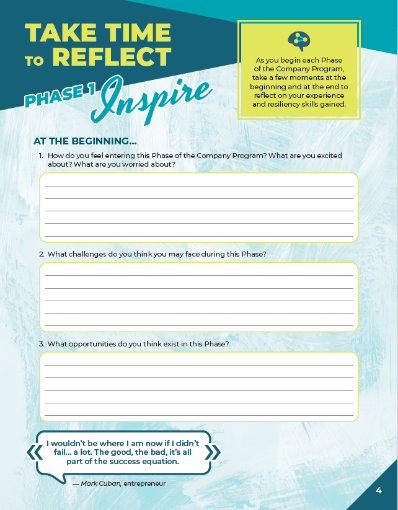 TAKE TIME
TO REFLECT
PHASE 1
Inspire
As you begin each Phase
of the Company Program,
take a few moments at the
beginning and at the end to
reflect on your experience
and resiliency skills gained.
AT THE BEGINNING...
1. How do you feel entering this Phase of the Company Program? What are you excited
about? What are you worried about?
2. What challenges do you think you may face during this Phase?
3. What opportunities do you think exist in this Phase?
I wouldn't be where I am now if I didn't
fail... a lot. The good, the bad, it's all
part of the success equation.
— Mark Cuban, entrepreneur
4